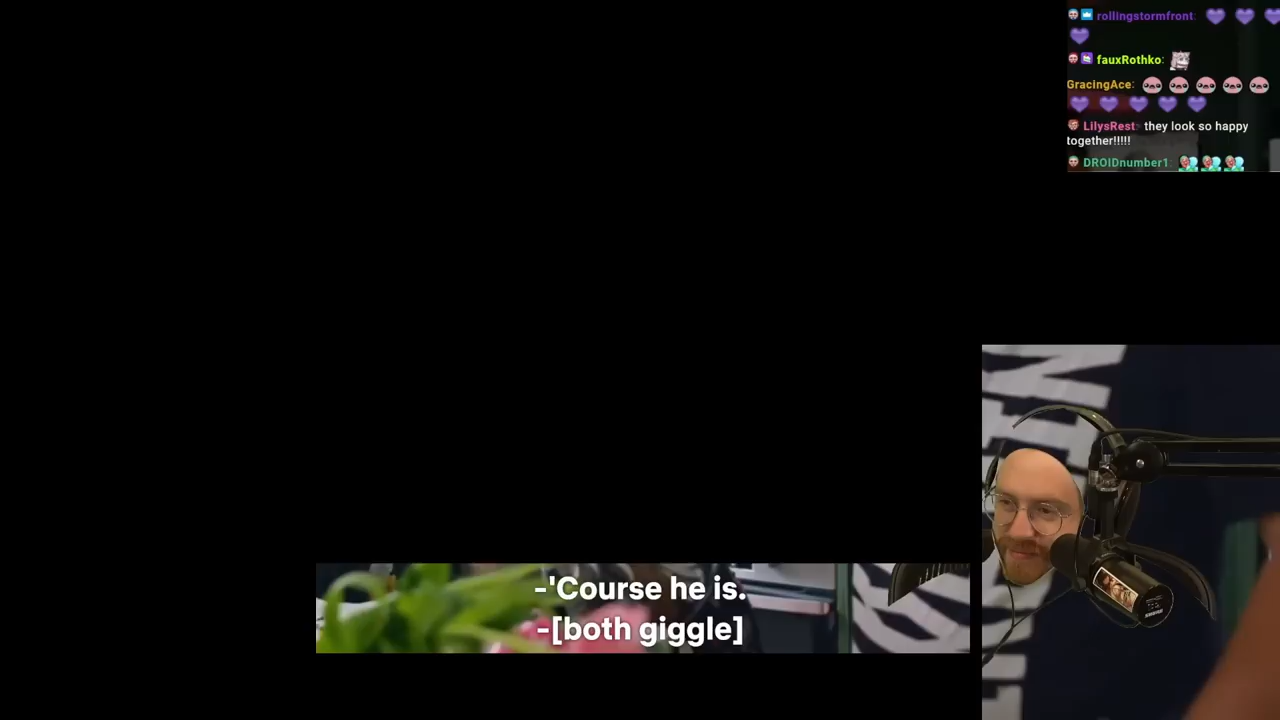 rollingstormfront:
fauxRothko:
GracingAce:
LilysRest: they look so happy
together!!!!!
DROIDnumber1:
-'Course he is.
-[both giggle]